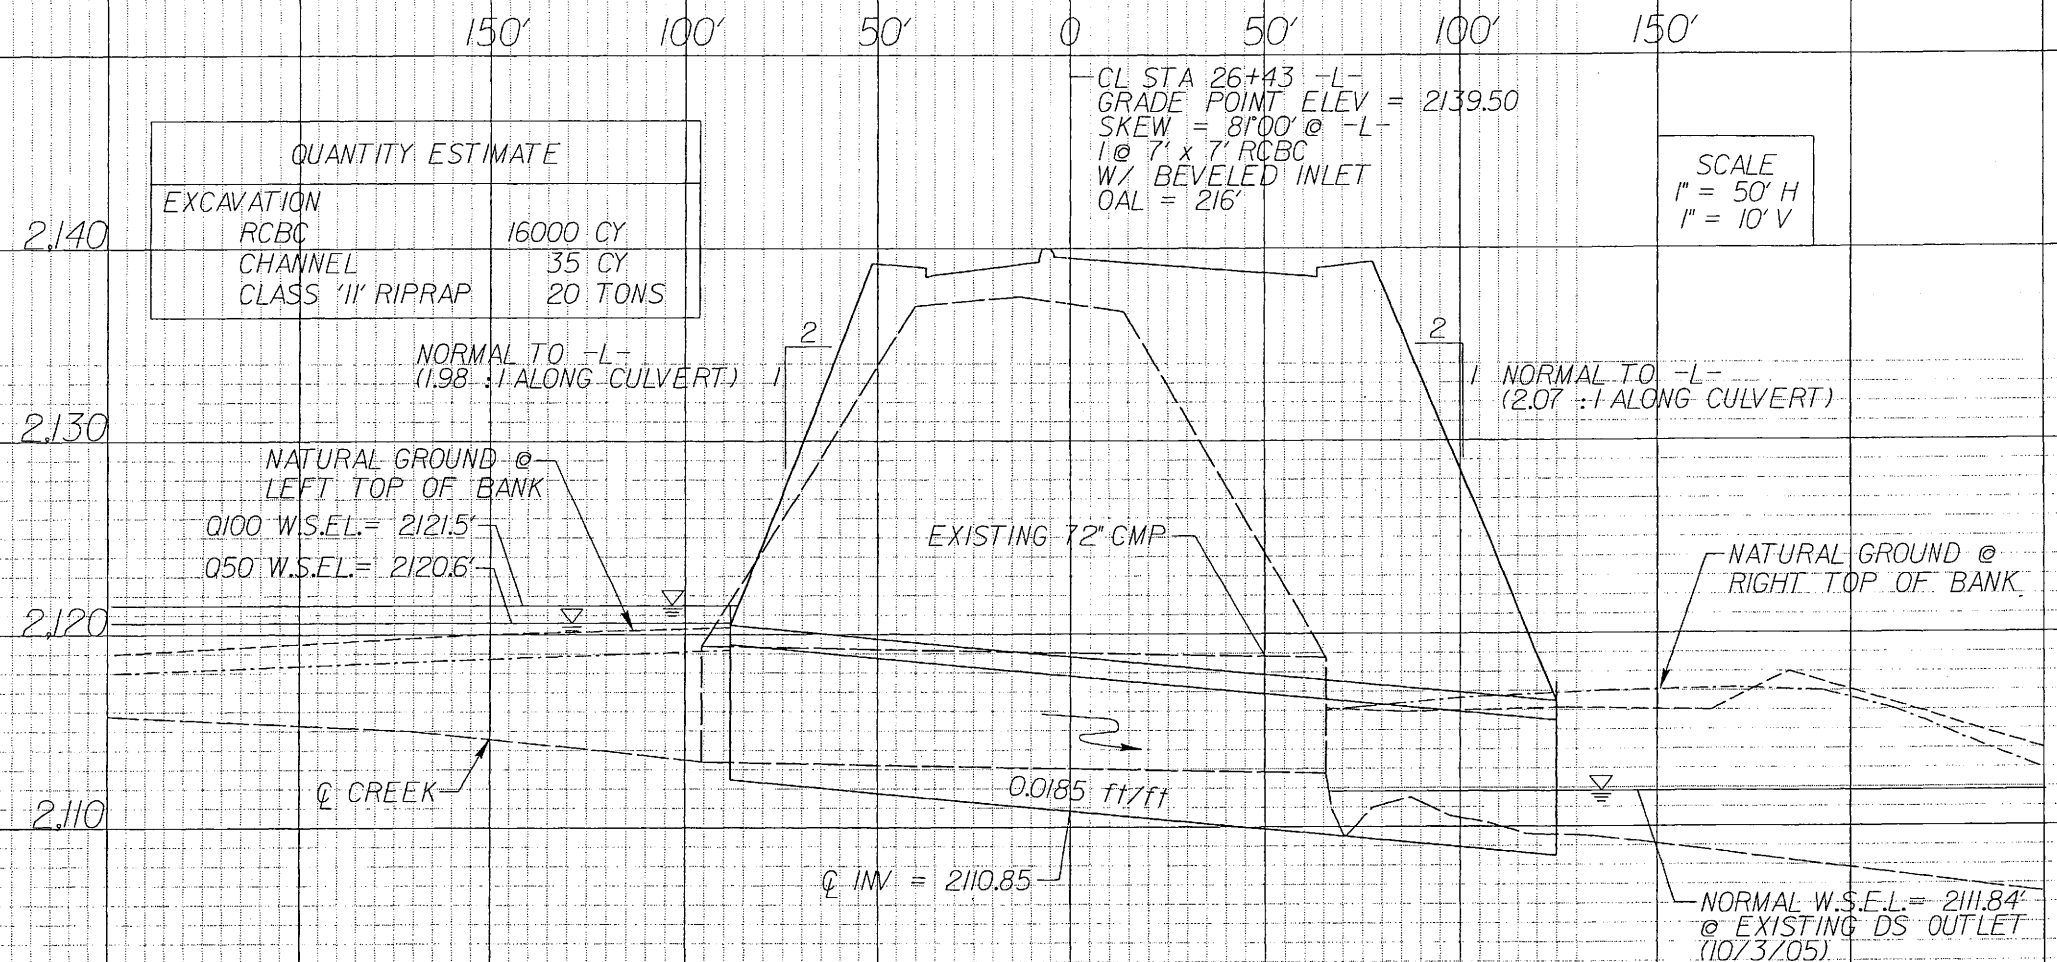 150' 100' 50' 0 50' 100' 150'
CL STA 26+43 -L-
GRADE POINT ELEV = 2139.50
SKEW = 81°00' @ -L-
1 @ 7' x 7' RCBC
W/ BEVELED INLET
OAL = 216'
QUANTITY ESTIMATE
EXCAVATION
RCBC 16000 CY
CHANNEL 35 CY
CLASS 'II' RIPRAP 20 TONS
SCALE
1" = 50' H
1" = 10' V
2,140
2
1
NORMAL TO -L-
(1.98 :1 ALONG CULVERT)
2
1
NORMAL TO -L-
(2.07 :1 ALONG CULVERT)
2,130
NATURAL GROUND @
LEFT TOP OF BANK
Q100 W.S.EL.= 2121.5'
Q50 W.S.EL.= 2120.6'
EXISTING 72" CMP
NATURAL GROUND @
RIGHT TOP OF BANK
2,120
℄ CREEK
0.0185 ft/ft
2,110
℄ INV = 2110.85
NORMAL W.S.E.L.= 2111.84'
@ EXISTING DS OUTLET
(10/3/05)